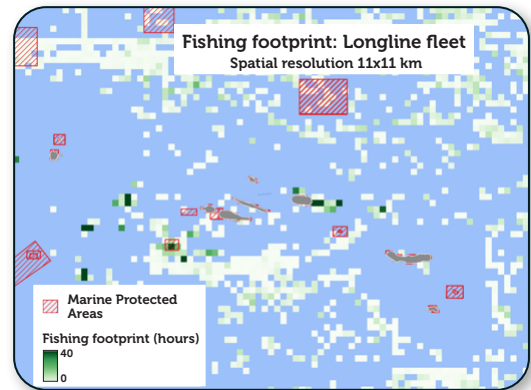 Fishing footprint: Longline fleet
Spatial resolution 11x11 km
Marine Protected
Areas
Fishing footprint (hours)
40
0